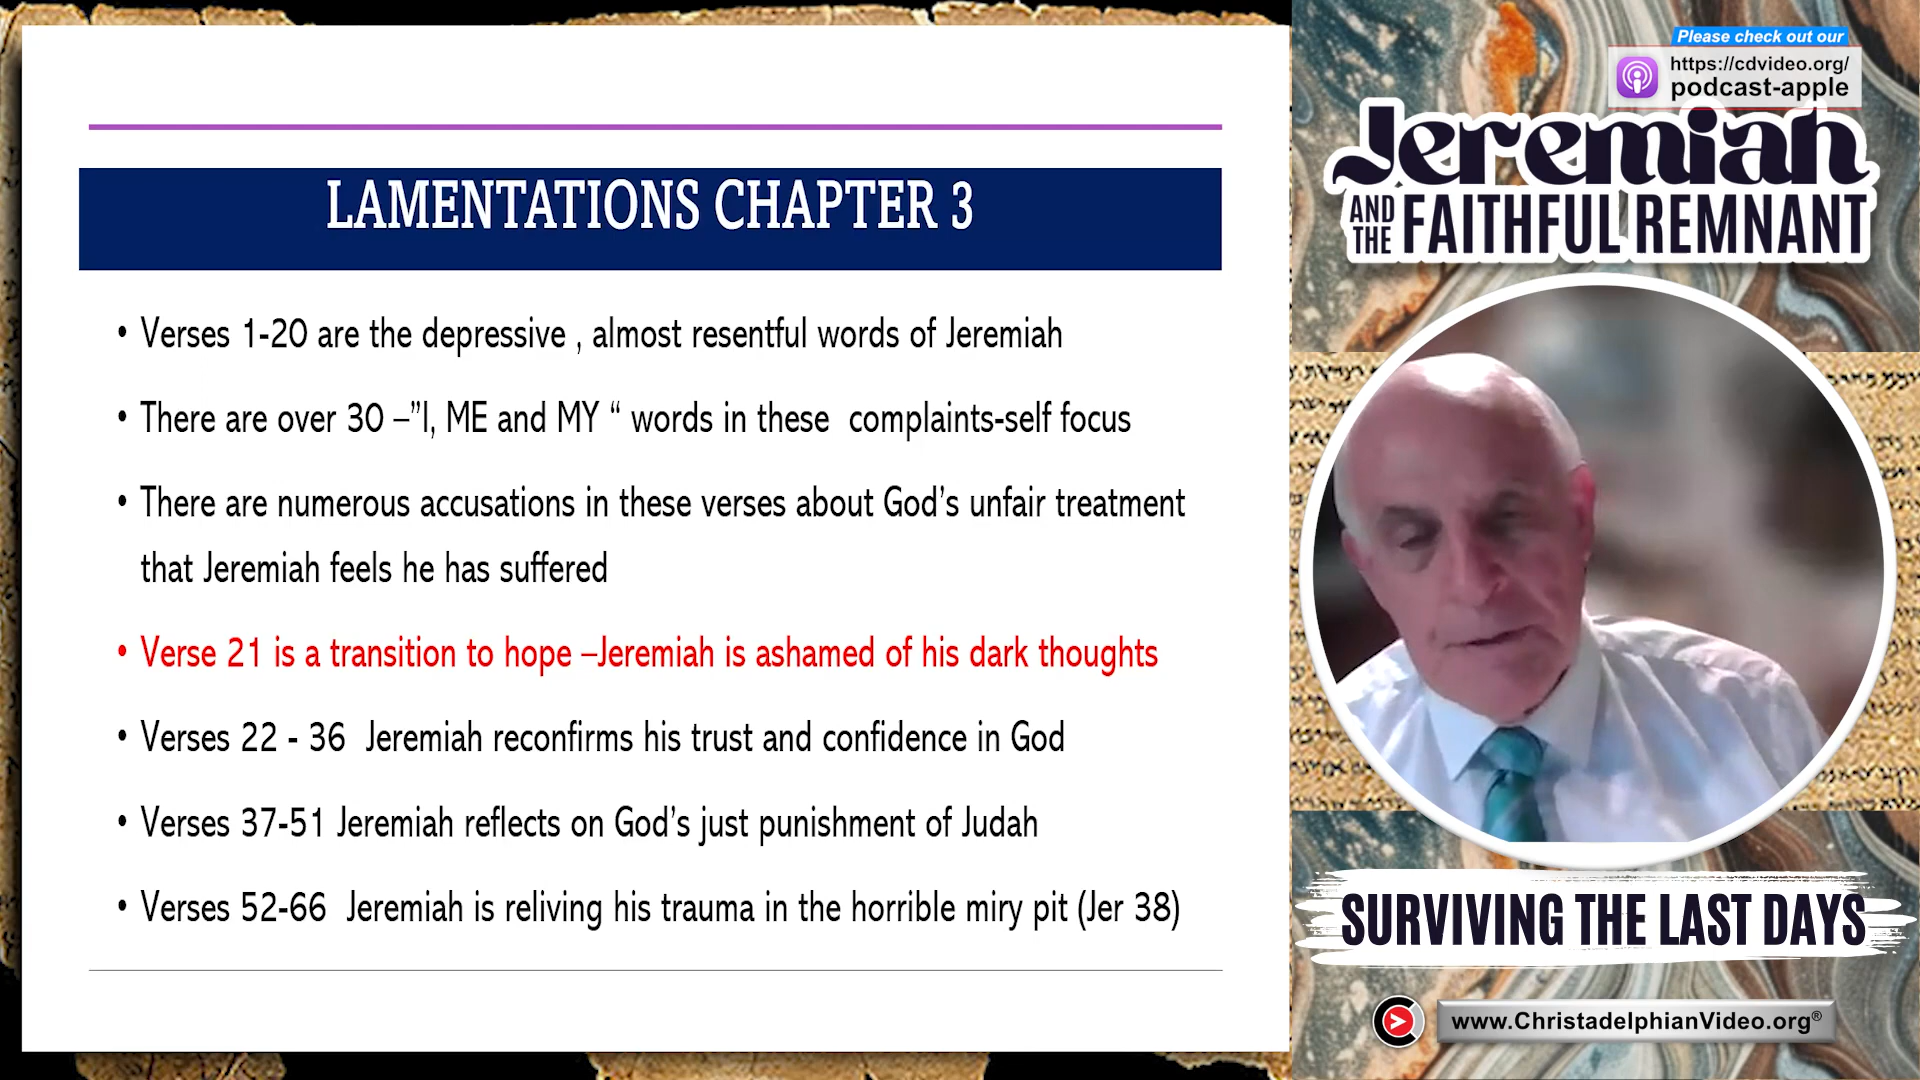 LAMENTATIONS CHAPTER 3
• Verses 1-20 are the depressive , almost resentful words of Jeremiah
• There are over 30 –”I, ME and MY “ words in these  complaints-self focus
• There are numerous accusations in these verses about God’s unfair treatment
that Jeremiah feels he has suffered
• Verse 21 is a transition to hope –Jeremiah is ashamed of his dark thoughts
• Verses 22 - 36  Jeremiah reconfirms his trust and confidence in God
• Verses 37-51 Jeremiah reflects on God’s just punishment of Judah
• Verses 52-66  Jeremiah is reliving his trauma in the horrible miry pit (Jer 38)
Please check out our
https://cdvideo.org/
podcast-apple
Jeremiah
AND THE FAITHFUL REMNANT
SURVIVING THE LAST DAYS
www.ChristadelphianVideo.org®